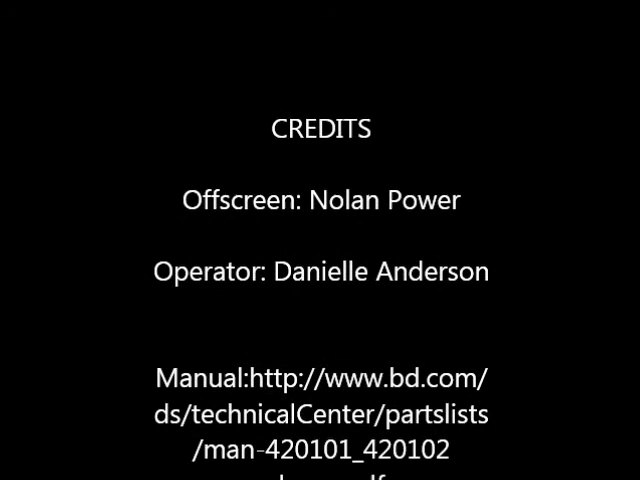 CREDITS
Offscreen: Nolan Power
Operator: Danielle Anderson
Manual:http://www.bd.com/
ds/technicalCenter/partslists
/man-420101_420102